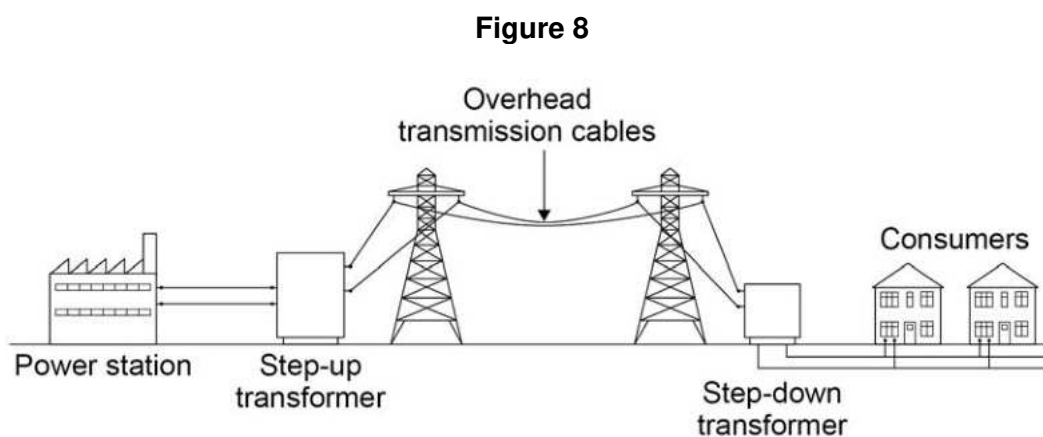 Figure 8
Overhead
transmission cables
Consumers
Power station
Step-up
transformer
Step-down
transformer